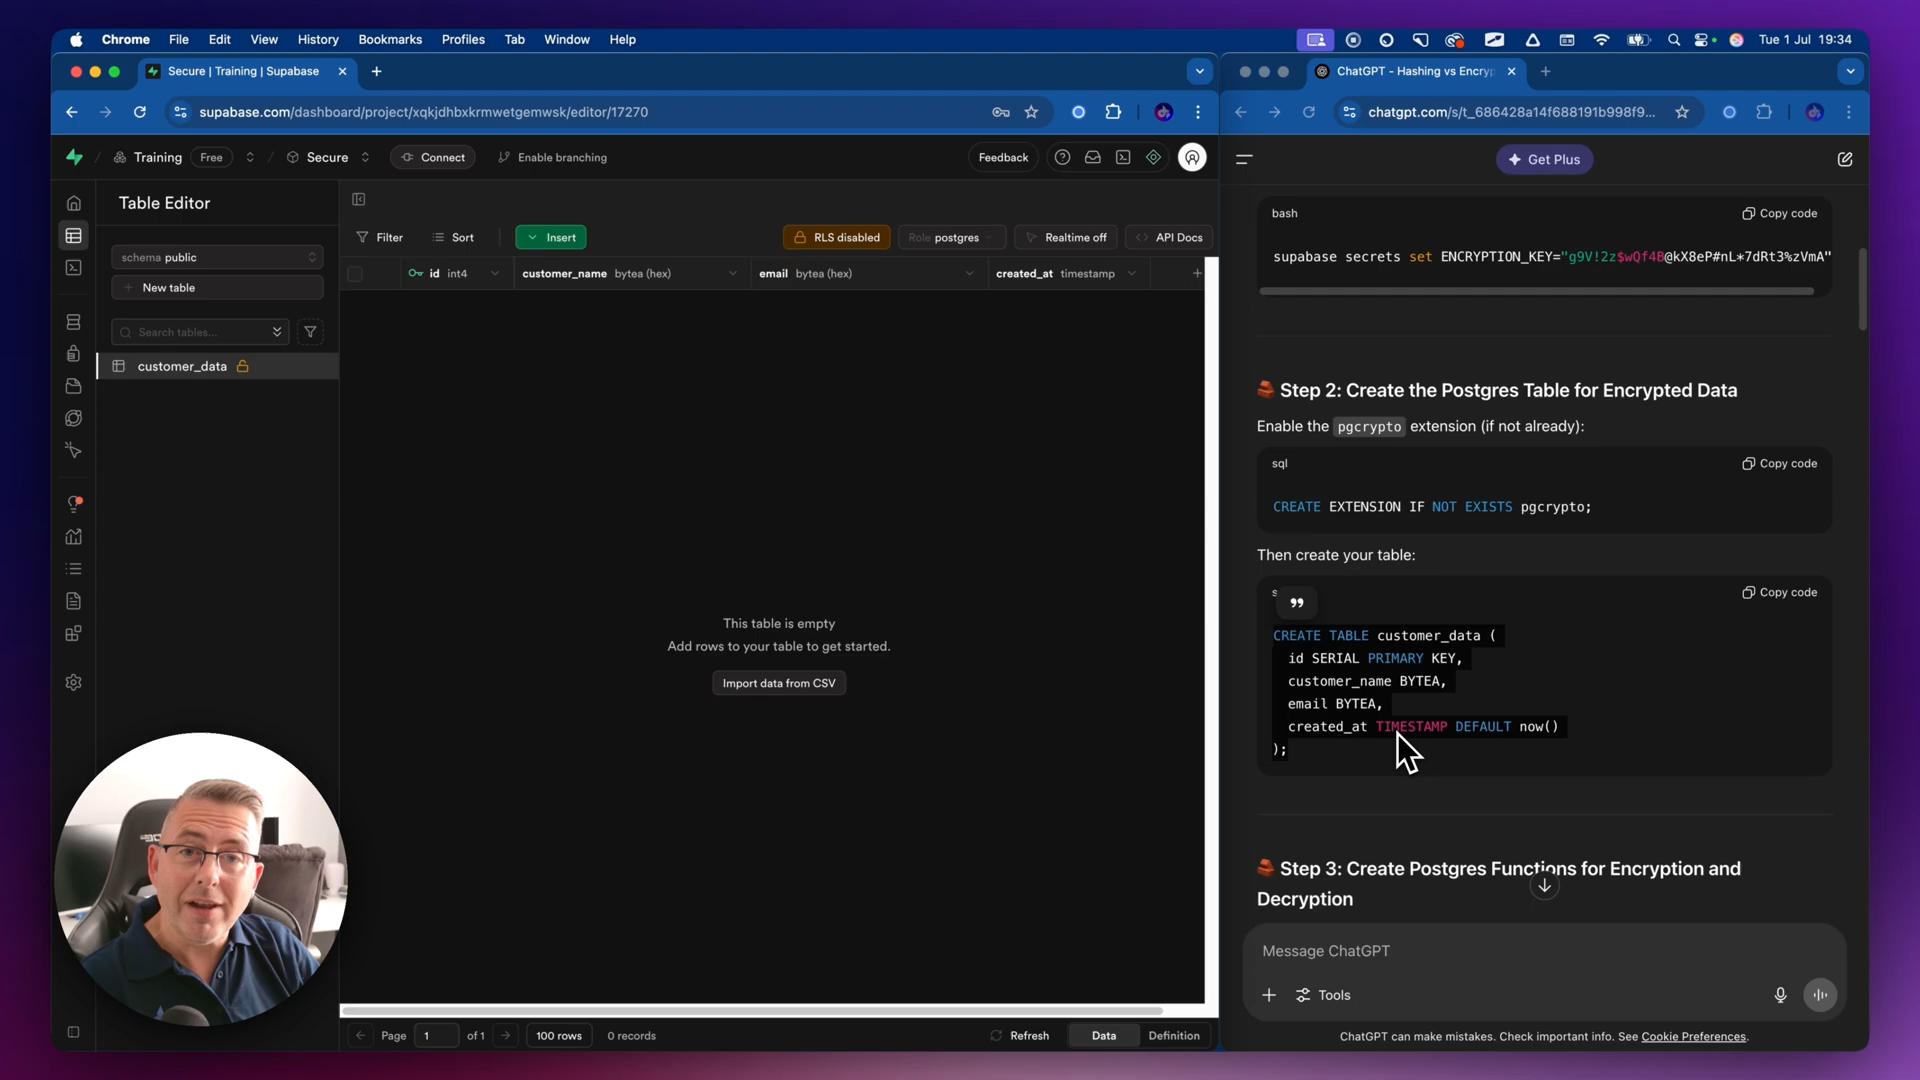 Chrome File Edit View History Bookmarks Profiles Tab Window Help
Tue 1 Jul 19:34
Secure | Training | Supabase
supabase.com/dashboard/project/xqkjdhbxkrmwetgemwsk/editor/17270
Training Free Secure Connect Enable branching Feedback
Table Editor
schema public
New table
Search tables...
customer_data
Filter Sort Insert RLS disabled Role postgres Realtime off API Docs
id int4 customer_name bytea (hex) email bytea (hex) created_at timestamp
This table is empty
Add rows to your table to get started.
Import data from CSV
Page 1 of 1 100 rows 0 records Refresh Data Definition
ChatGPT - Hashing vs Encryp
chatgpt.com/s/t_686428a14f688191b998f9...
Get Plus
bash Copy code
supabase secrets set ENCRYPTION_KEY="g9V!2z$wQf4B@kX8eP#nL*7dRt3%zVmA"
Step 2: Create the Postgres Table for Encrypted Data
Enable the pgcrypto extension (if not already):
sql Copy code
CREATE EXTENSION IF NOT EXISTS pgcrypto;
Then create your table:
Copy code
CREATE TABLE customer_data (
id SERIAL PRIMARY KEY,
customer_name BYTEA,
email BYTEA,
created_at TIMESTAMP DEFAULT now()
);
Step 3: Create Postgres Functions for Encryption and
Decryption
Message ChatGPT
Tools
ChatGPT can make mistakes. Check important info. See Cookie Preferences.